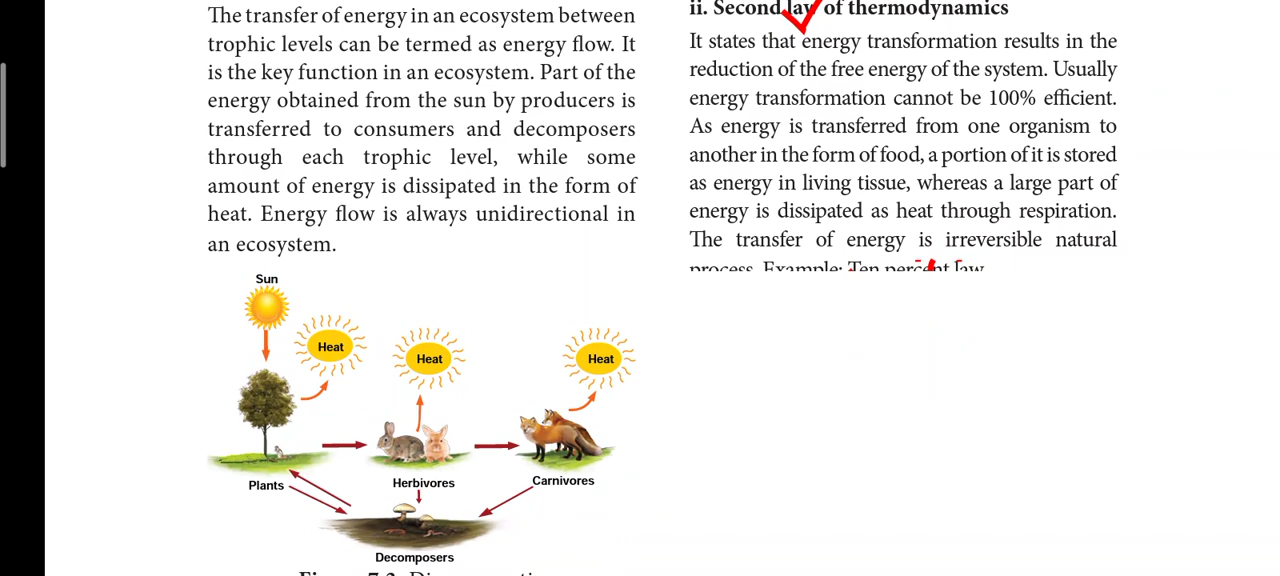 The transfer of energy in an ecosystem between
trophic levels can be termed as energy flow. It
is the key function in an ecosystem. Part of the
energy obtained from the sun by producers is
transferred to consumers and decomposers
through each trophic level, while some
amount of energy is dissipated in the form of
heat. Energy flow is always unidirectional in
an ecosystem.
Sun
Heat
Heat
Heat
Plants
Herbivores
Carnivores
Decomposers
ii. Second law of thermodynamics
It states that energy transformation results in the
reduction of the free energy of the system. Usually
energy transformation cannot be 100% efficient.
As energy is transferred from one organism to
another in the form of food, a portion of it is stored
as energy in living tissue, whereas a large part of
energy is dissipated as heat through respiration.
The transfer of energy is irreversible natural
process. Example: Ten percent law